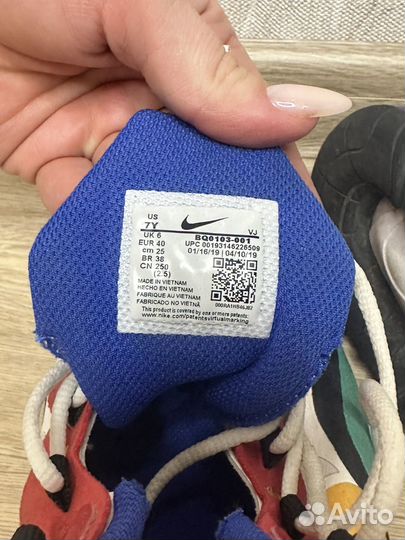 US
7Y VJ
UK 6 BQ0103-001
EUR 40 UPC 00193146226509
cm 25 01/16/19 | 04/10/19
BR 38
CN 250
(2.5)
MADE IN VIETNAM
HECHO EN VIETNAM
FABRIQUE AU VIETNAM
FABRICADO NO VIETNÃ
This product is covered by one or more patents:
www.nike.com/patentsvirtualmarking
Avito